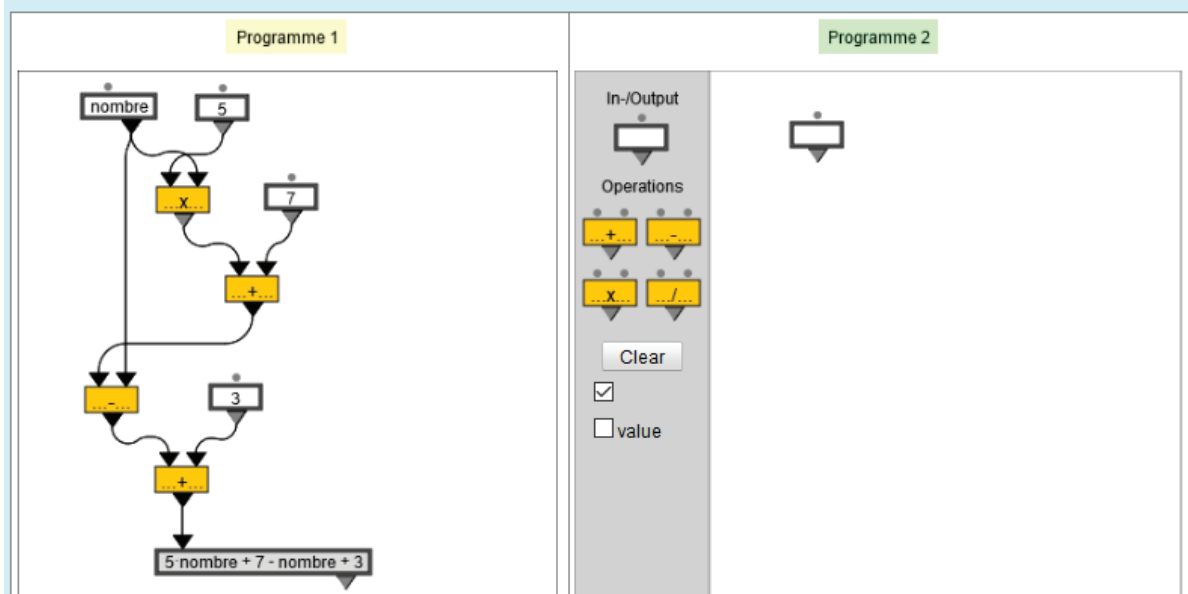 Programme 1
nombre
5
...x...
7
...+...
...-...
3
...+...
5·nombre + 7 - nombre + 3
Programme 2
In-/Output
Operations
...+...
...-...
...x...
.../...
Clear
value